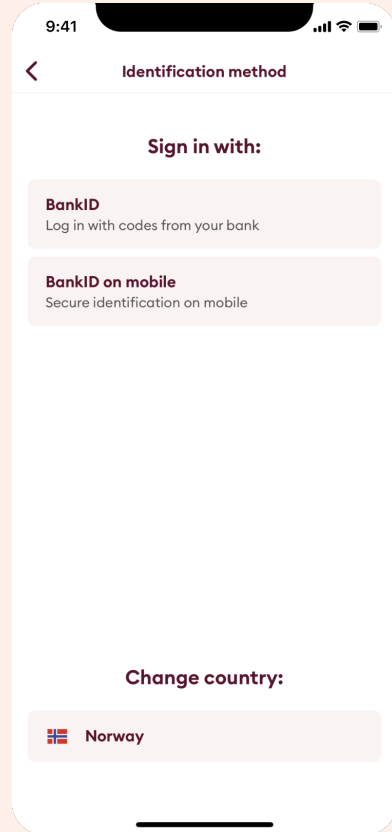 9:41
Identification method
Sign in with:
BankID
Log in with codes from your bank
BankID on mobile
Secure identification on mobile
Change country:
Norway